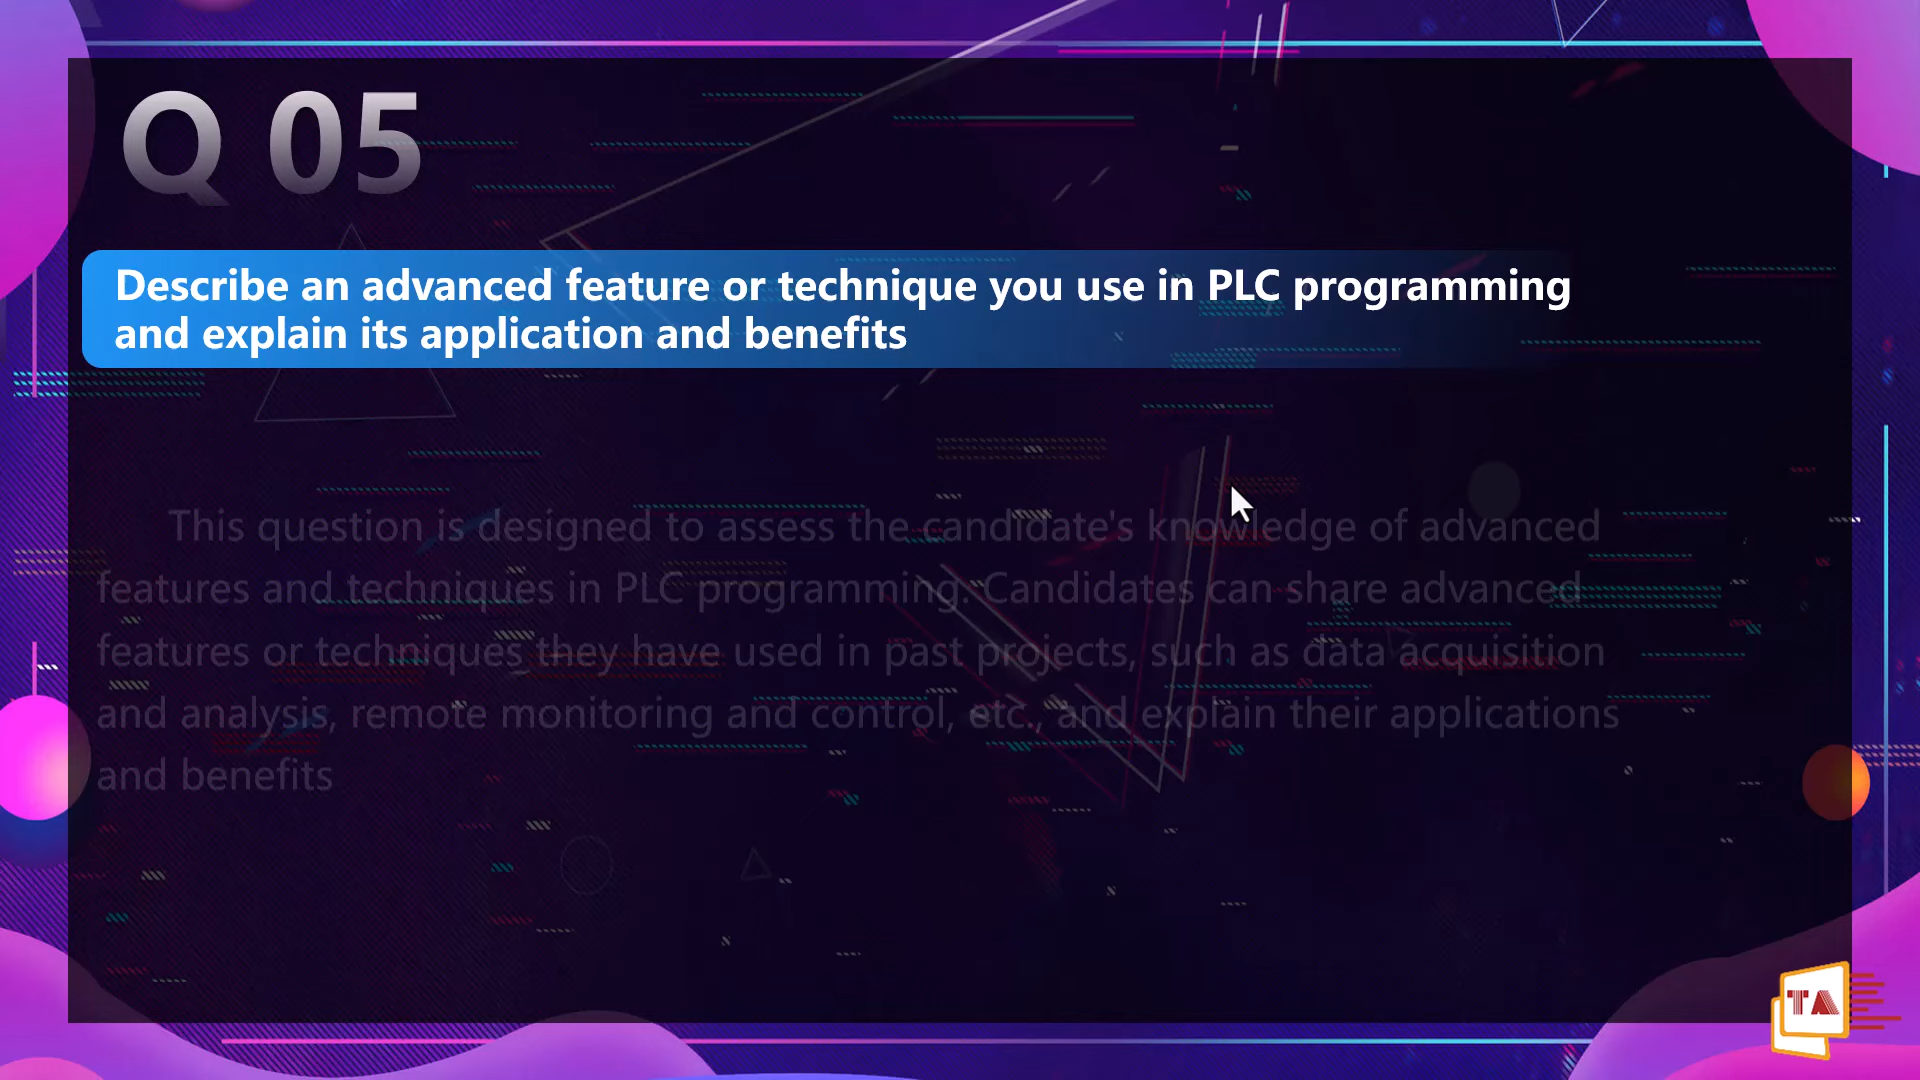 Q 05
Describe an advanced feature or technique you use in PLC programming
and explain its application and benefits
This question is designed to assess the candidate's knowledge of advanced
features and techniques in PLC programming. Candidates can share advanced
features or techniques they have used in past projects, such as data acquisition
and analysis, remote monitoring and control, etc., and explain their applications
and benefits
TA